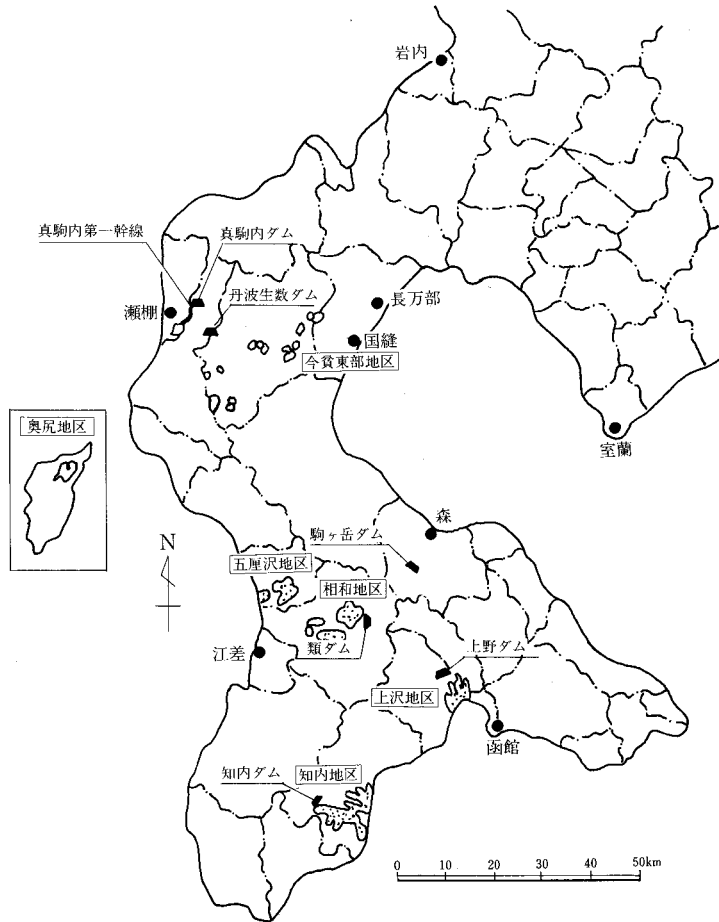 岩内
真駒内第一幹線
真駒内ダム
丹波生数ダム
瀬棚
長万部
国縫
今貫東部地区
奥尻地区
室蘭
森
駒ヶ岳ダム
N
五厘沢地区
相和地区
類ダム
江差
上野ダム
上沢地区
函館
知内ダム
知内地区
0 10 20 30 40 50km